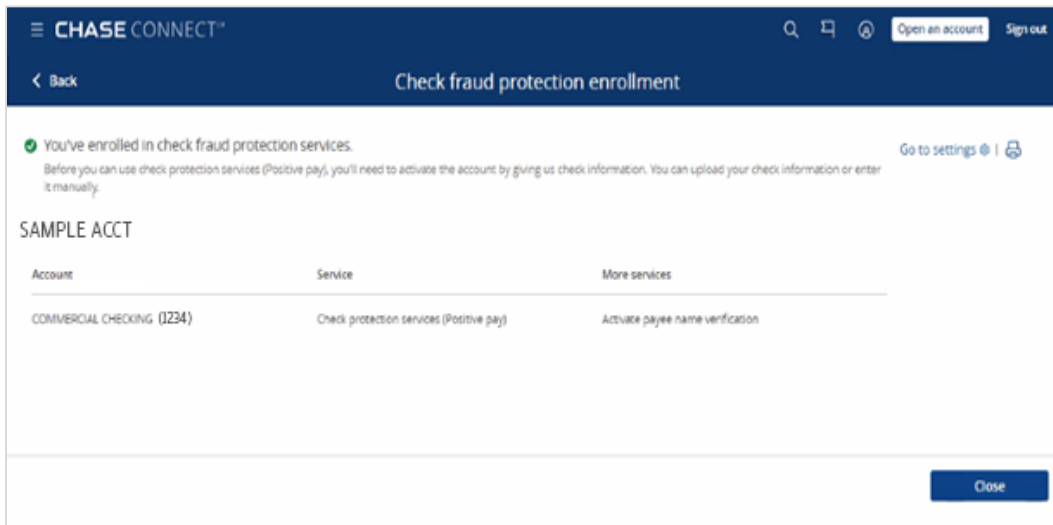 CHASE CONNECT℠
Open an account
Sign out
Back
Check fraud protection enrollment
You've enrolled in check fraud protection services.
Go to settings
Before you can use check protection services (Positive pay), you'll need to activate the account by giving us check information. You can upload your check information or enter
it manually.
SAMPLE ACCT
Account Service More services
COMMERCIAL CHECKING (1234) Check protection services (Positive pay) Activate payee name verification
Close